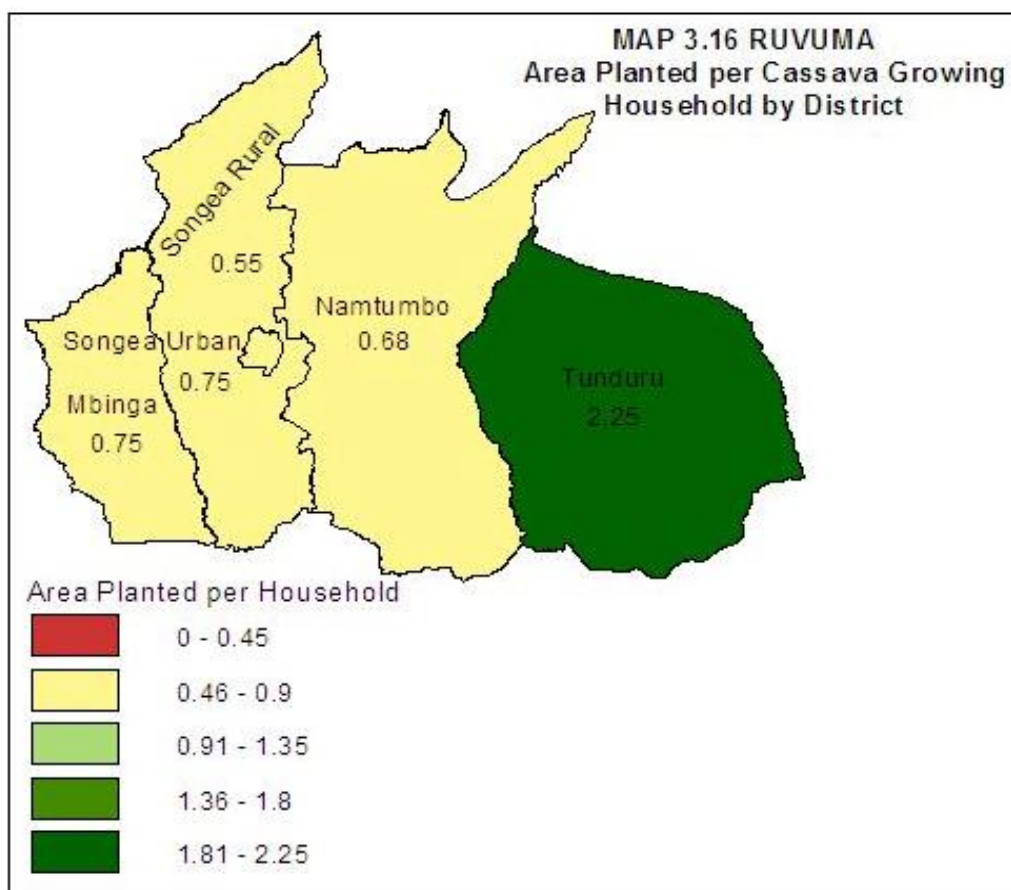 MAP 3.16 RUVUMA
Area Planted per Cassava Growing
Household by District
Songea Rural
0.55
Namtumbo
0.68
Songea Urban
0.75
Tunduru
2.25
Mbinga
0.75
Area Planted per Household
0 - 0.45
0.46 - 0.9
0.91 - 1.35
1.36 - 1.8
1.81 - 2.25